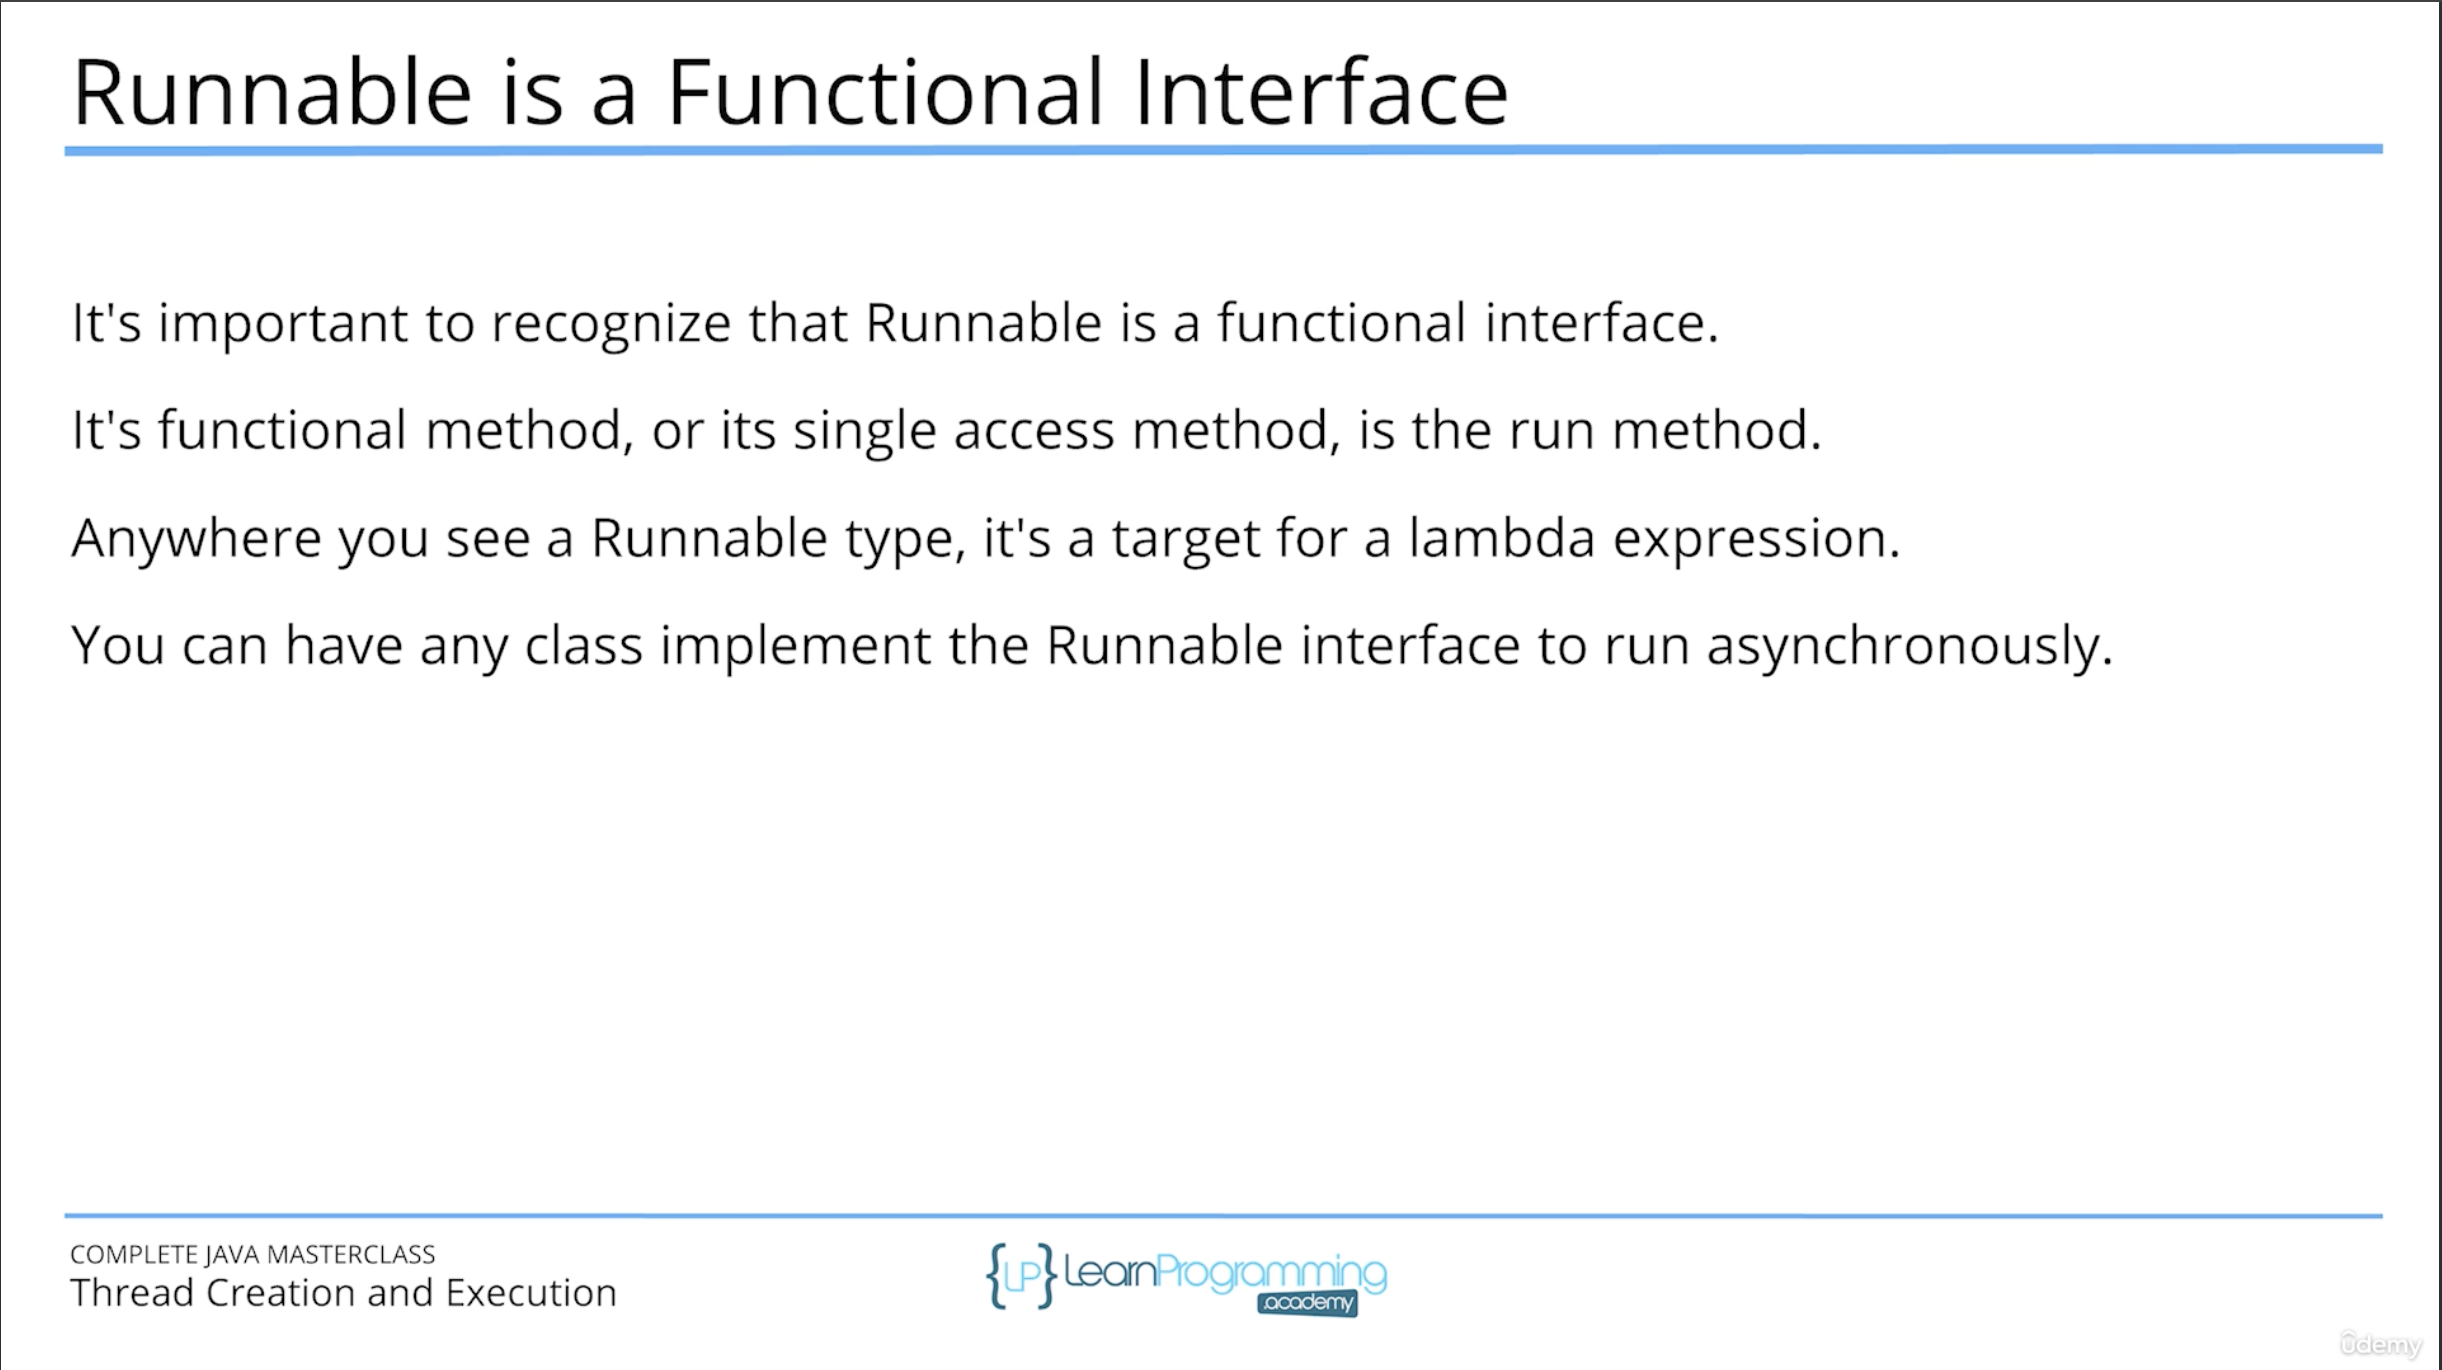 Runnable is a Functional Interface
It's important to recognize that Runnable is a functional interface.
It's functional method, or its single access method, is the run method.
Anywhere you see a Runnable type, it's a target for a lambda expression.
You can have any class implement the Runnable interface to run asynchronously.
COMPLETE JAVA MASTERCLASS
Thread Creation and Execution
{LP} LearnProgramming
.academy
ûdemy